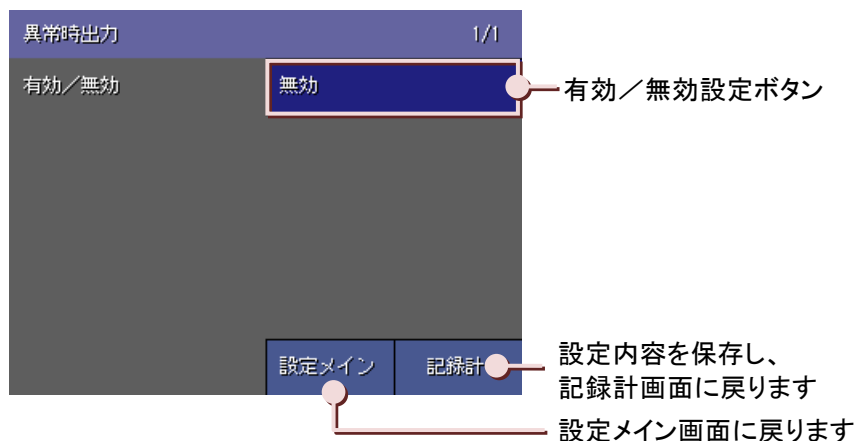 異常時出力 1/1
有効／無効 無効
有効／無効設定ボタン
設定メイン 記録計
設定内容を保存し、
記録計画面に戻ります
設定メイン画面に戻ります